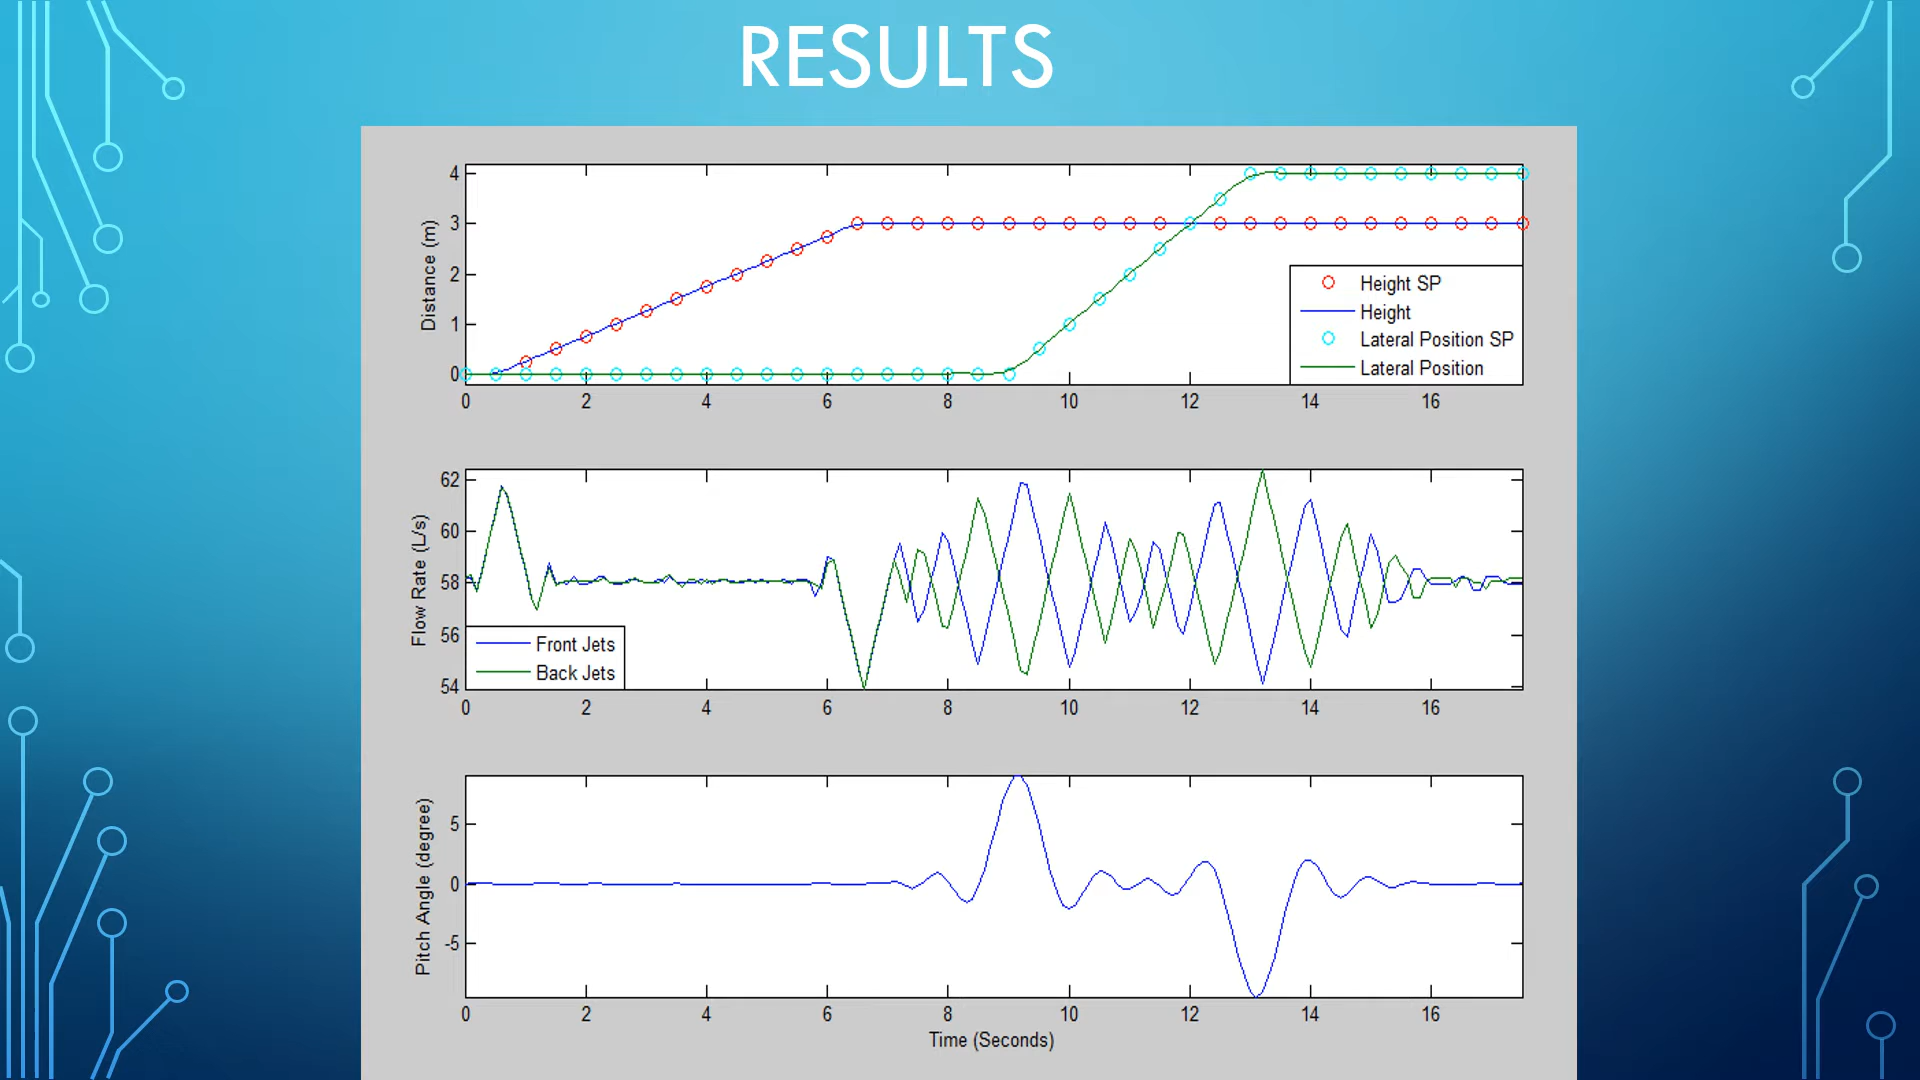 RESULTS
Distance (m)
4
3
2
1
0
0 2 4 6 8 10 12 14 16
Height SP
Height
Lateral Position SP
Lateral Position
Flow Rate (L/s)
62
60
58
56
54
0 2 4 6 8 10 12 14 16
Front Jets
Back Jets
Pitch Angle (degree)
5
0
-5
0 2 4 6 8 10 12 14 16
Time (Seconds)